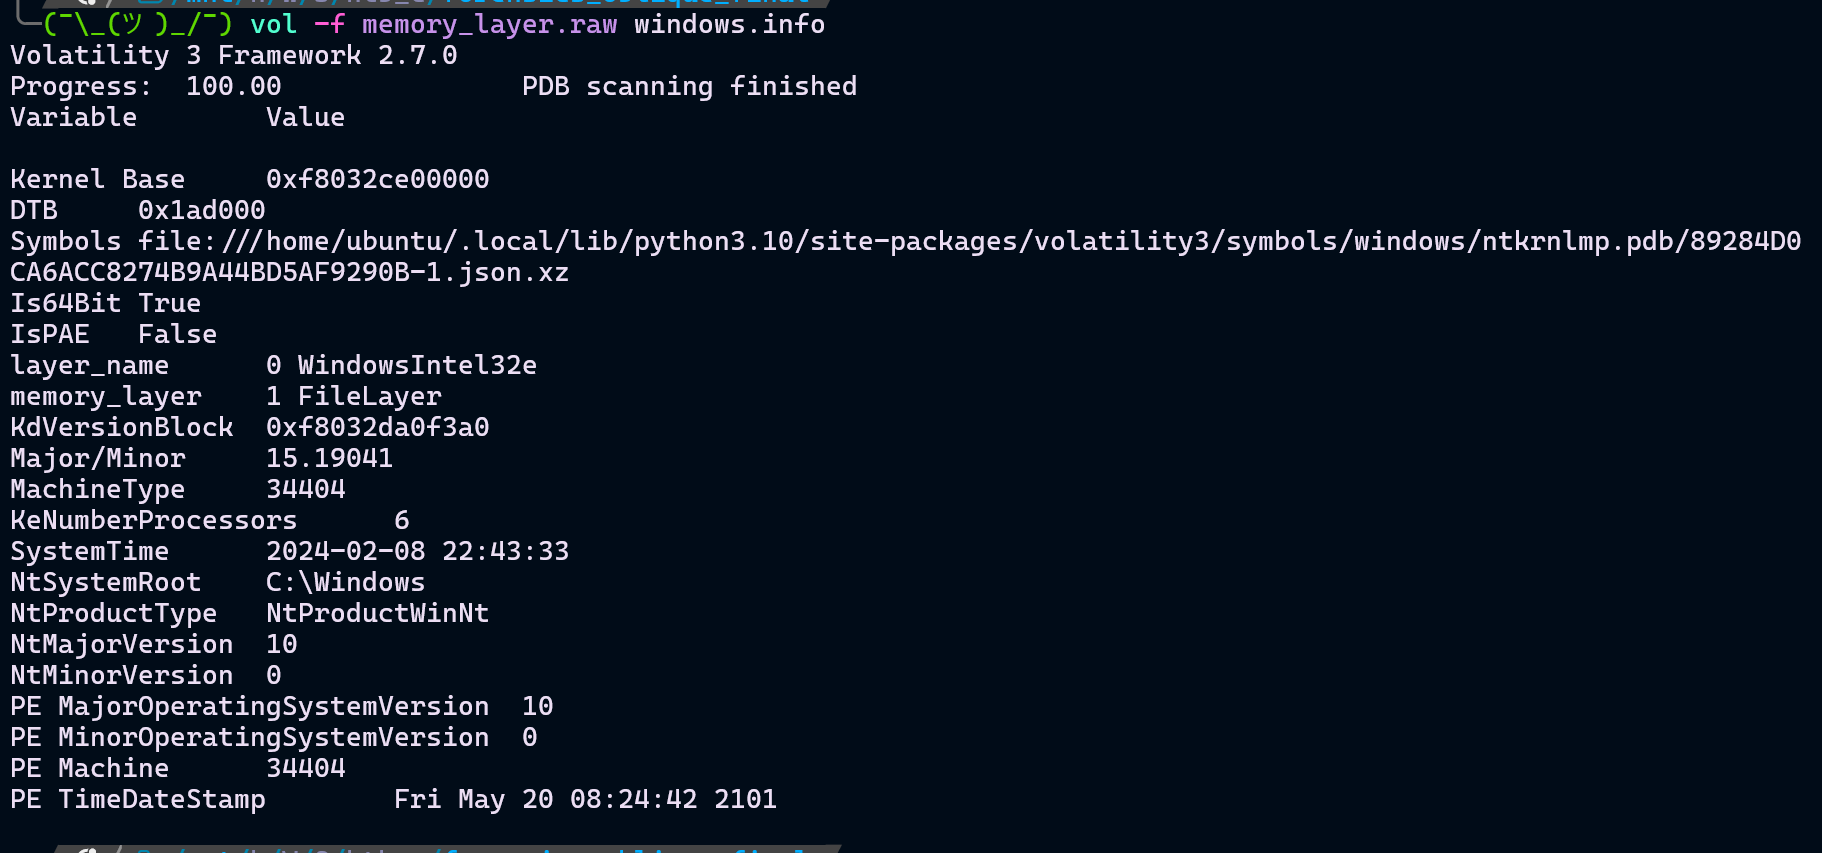 (¯\_(ツ)_/¯) vol -f memory_layer.raw windows.info
Volatility 3 Framework 2.7.0
Progress:  100.00               PDB scanning finished
Variable        Value
Kernel Base     0xf8032ce00000
DTB     0x1ad000
Symbols file:///home/ubuntu/.local/lib/python3.10/site-packages/volatility3/symbols/windows/ntkrnlmp.pdb/89284D0
CA6ACC8274B9A44BD5AF9290B-1.json.xz
Is64Bit True
IsPAE   False
layer_name      0 WindowsIntel32e
memory_layer    1 FileLayer
KdVersionBlock  0xf8032da0f3a0
Major/Minor     15.19041
MachineType     34404
KeNumberProcessors      6
SystemTime      2024-02-08 22:43:33
NtSystemRoot    C:\Windows
NtProductType   NtProductWinNt
NtMajorVersion  10
NtMinorVersion  0
PE MajorOperatingSystemVersion  10
PE MinorOperatingSystemVersion  0
PE Machine      34404
PE TimeDateStamp        Fri May 20 08:24:42 2101